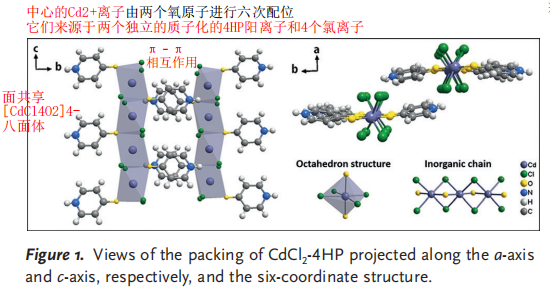 中心的Cd2+离子由两个氧原子进行六次配位
它们来源于两个独立的质子化的4HP阳离子和4个氯离子
π - π
相互作用
面共享
[CdCl4O2]4-
八面体
c
b
a
b
Octahedron structure
Inorganic chain
Cd
Cl
O
N
H
C
Figure 1. Views of the packing of CdCl2-4HP projected along the a-axis
and c-axis, respectively, and the six-coordinate structure.